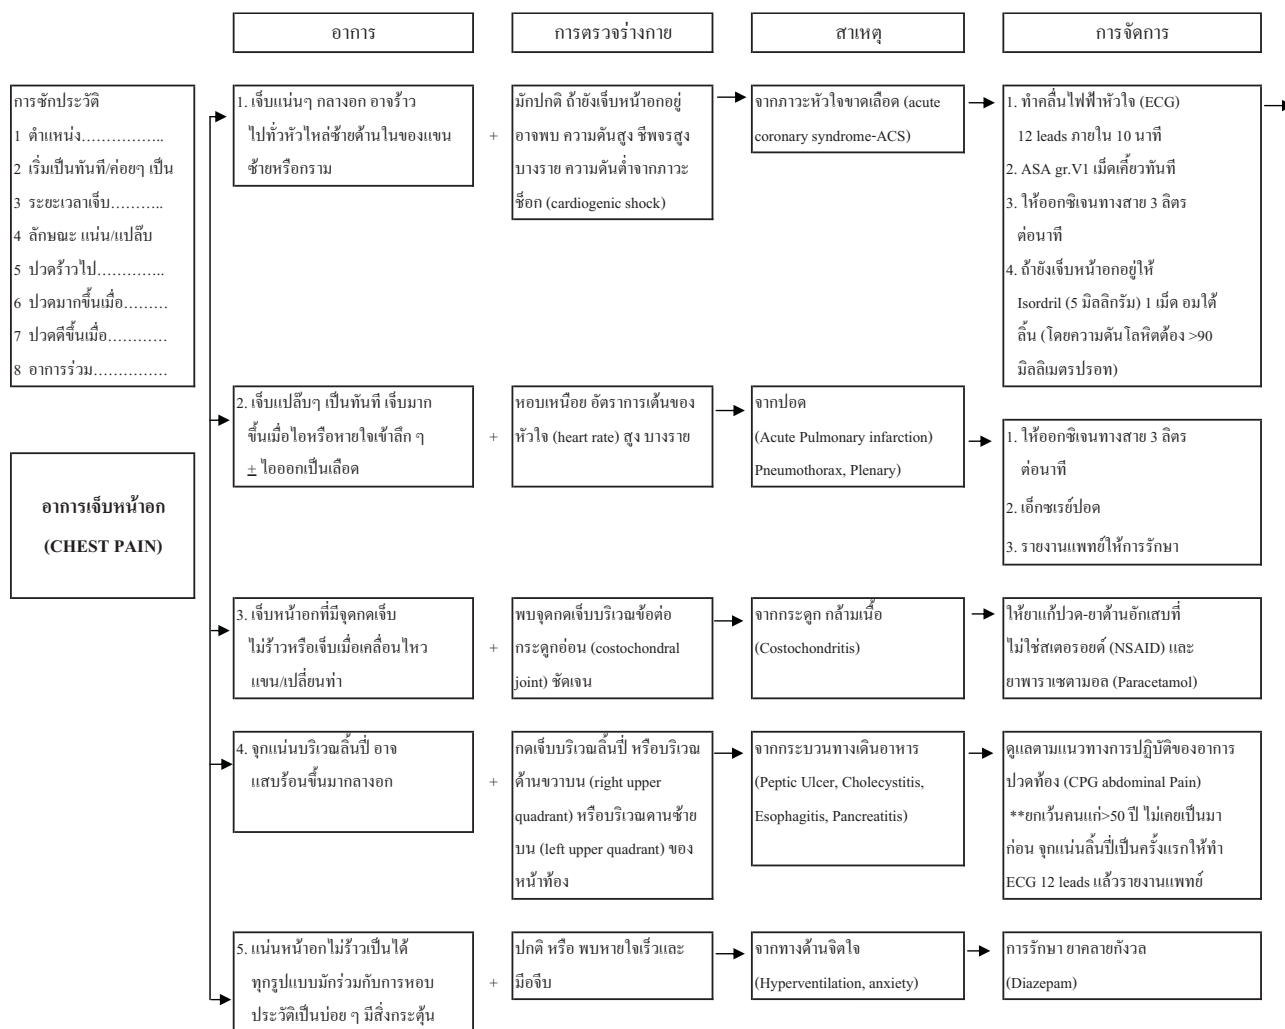 อาการ
การตรวจร่างกาย
สาเหตุ
การจัดการ
การซักประวัติ
1 ตำแหน่ง……………..
2 เริ่มเป็นทันที/ค่อยๆ เป็น
3 ระยะเวลาเจ็บ………..
4 ลักษณะ แน่น/แปล๊บ
5 ปวดร้าวไป…………..
6 ปวดมากขึ้นเมื่อ………
7 ปวดดีขึ้นเมื่อ…………
8 อาการร่วม……………
อาการเจ็บหน้าอก
(CHEST PAIN)
1. เจ็บแน่นๆ กลางอก อาจร้าว
ไปทั่วหัวไหล่ซ้ายด้านในของแขน
ซ้ายหรือกราม
+
มักปกติ ถ้ายังเจ็บหน้าอกอยู่
อาจพบ ความดันสูง ชีพจรสูง
บางราย ความดันต่ำจากภาวะ
ช็อก (cardiogenic shock)
จากภาวะหัวใจขาดเลือด (acute
coronary syndrome-ACS)
1. ทำคลื่นไฟฟ้าหัวใจ (ECG)
12 leads ภายใน 10 นาที
2. ASA gr.V1 เม็ดเคี้ยวทันที
3. ให้ออกซิเจนทางสาย 3 ลิตร
ต่อนาที
4. ถ้ายังเจ็บหน้าอกอยู่ให้
Isordril (5 มิลลิกรัม) 1 เม็ด อมใต้
ลิ้น (โดยความดันโลหิตต้อง >90
มิลลิเมตรปรอท)
2. เจ็บแปล๊บๆ เป็นทันที เจ็บมาก
ขึ้นเมื่อไอหรือหายใจเข้าลึก ๆ
± ไอออกเป็นเลือด
+
หอบเหนื่อย อัตราการเต้นของ
หัวใจ (heart rate) สูง บางราย
จากปอด
(Acute Pulmonary infarction)
Pneumothorax, Plenary)
1. ให้ออกซิเจนทางสาย 3 ลิตร
ต่อนาที
2. เอ็กซเรย์ปอด
3. รายงานแพทย์ให้การรักษา
3. เจ็บหน้าอกที่มีจุดกดเจ็บ
ไม่ร้าวหรือเจ็บเมื่อเคลื่อนไหว
แขน/เปลี่ยนท่า
+
พบจุดกดเจ็บบริเวณข้อต่อ
กระดูกอ่อน (costochondral
joint) ชัดเจน
จากกระดูก กล้ามเนื้อ
(Costochondritis)
ให้ยาแก้ปวด-ยาต้านอักเสบที่
ไม่ใช่สเตอรอยด์ (NSAID) และ
ยาพาราเซตามอล (Paracetamol)
4. จุกแน่นบริเวณลิ้นปี่ อาจ
แสบร้อนขึ้นมากลางอก
+
กดเจ็บบริเวณลิ้นปี่ หรือบริเวณ
ด้านขวาบน (right upper
quadrant) หรือบริเวณดานซ้าย
บน (left upper quadrant) ของ
หน้าท้อง
จากกระบวนทางเดินอาหาร
(Peptic Ulcer, Cholecystitis,
Esophagitis, Pancreatitis)
ดูแลตามแนวทางการปฏิบัติของอาการ
ปวดท้อง (CPG abdominal Pain)
**ยกเว้นคนแก่>50 ปี ไม่เคยเป็นมา
ก่อน จุกแน่นลิ้นปี่เป็นครั้งแรกให้ทำ
ECG 12 leads แล้วรายงานแพทย์
5. แน่นหน้าอกไม่ร้าวเป็นได้
ทุกรูปแบบมักร่วมกับการหอบ
ประวัติเป็นบ่อย ๆ มีสิ่งกระตุ้น
+
ปกติ หรือ พบหายใจเร็วและ
มือจีบ
จากทางด้านจิตใจ
(Hyperventilation, anxiety)
การรักษา ยาคลายกังวล
(Diazepam)